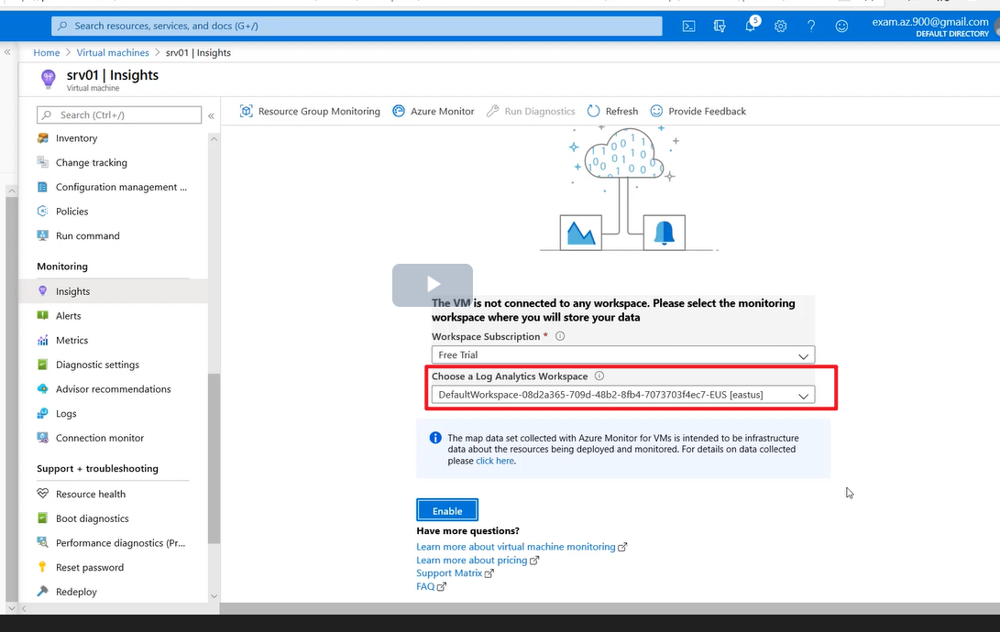 Search resources, services, and docs (G+/)
5
exam.az.900@gmail.com
DEFAULT DIRECTORY
Home > Virtual machines > srv01 | Insights
srv01 | Insights
Virtual machine
Search (Ctrl+/)
Resource Group Monitoring
Azure Monitor
Run Diagnostics
Refresh
Provide Feedback
Inventory
Change tracking
Configuration management ...
Policies
Run command
Monitoring
Insights
Alerts
Metrics
Diagnostic settings
Advisor recommendations
Logs
Connection monitor
Support + troubleshooting
Resource health
Boot diagnostics
Performance diagnostics (Pr...
Reset password
Redeploy
The VM is not connected to any workspace. Please select the monitoring
workspace where you will store your data
Workspace Subscription *
Free Trial
Choose a Log Analytics Workspace
DefaultWorkspace-08d2a365-709d-48b2-8fb4-7073703f4ec7-EUS [eastus]
The map data set collected with Azure Monitor for VMs is intended to be infrastructure
data about the resources being deployed and monitored. For details on data collected
please click here.
Enable
Have more questions?
Learn more about virtual machine monitoring
Learn more about pricing
Support Matrix
FAQ